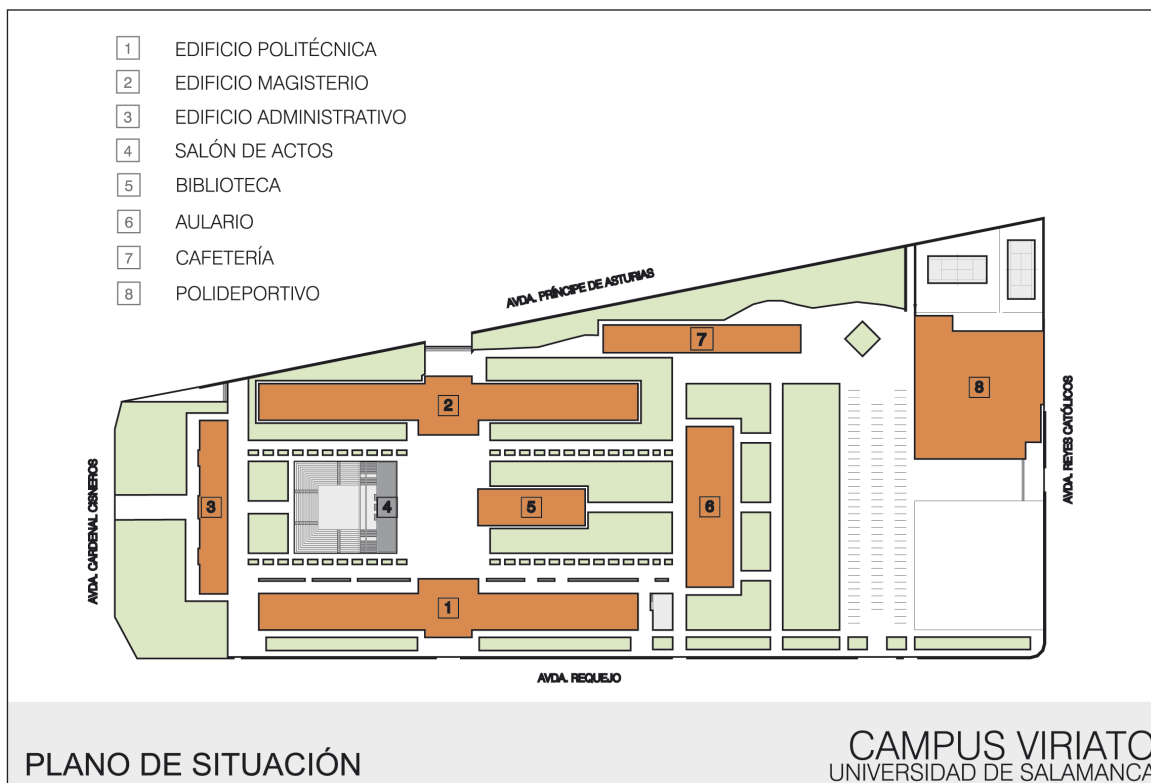 1 EDIFICIO POLITÉCNICA
2 EDIFICIO MAGISTERIO
3 EDIFICIO ADMINISTRATIVO
4 SALÓN DE ACTOS
5 BIBLIOTECA
6 AULARIO
7 CAFETERÍA
8 POLIDEPORTIVO
AVDA. PRÍNCIPE DE ASTURIAS
7
8
2
AVDA. REYES CATÓLICOS
AVDA. CARDENAL CISNEROS
3
4
5
6
1
AVDA. REQUEJO
PLANO DE SITUACIÓN
CAMPUS VIRIATO
UNIVERSIDAD DE SALAMANCA